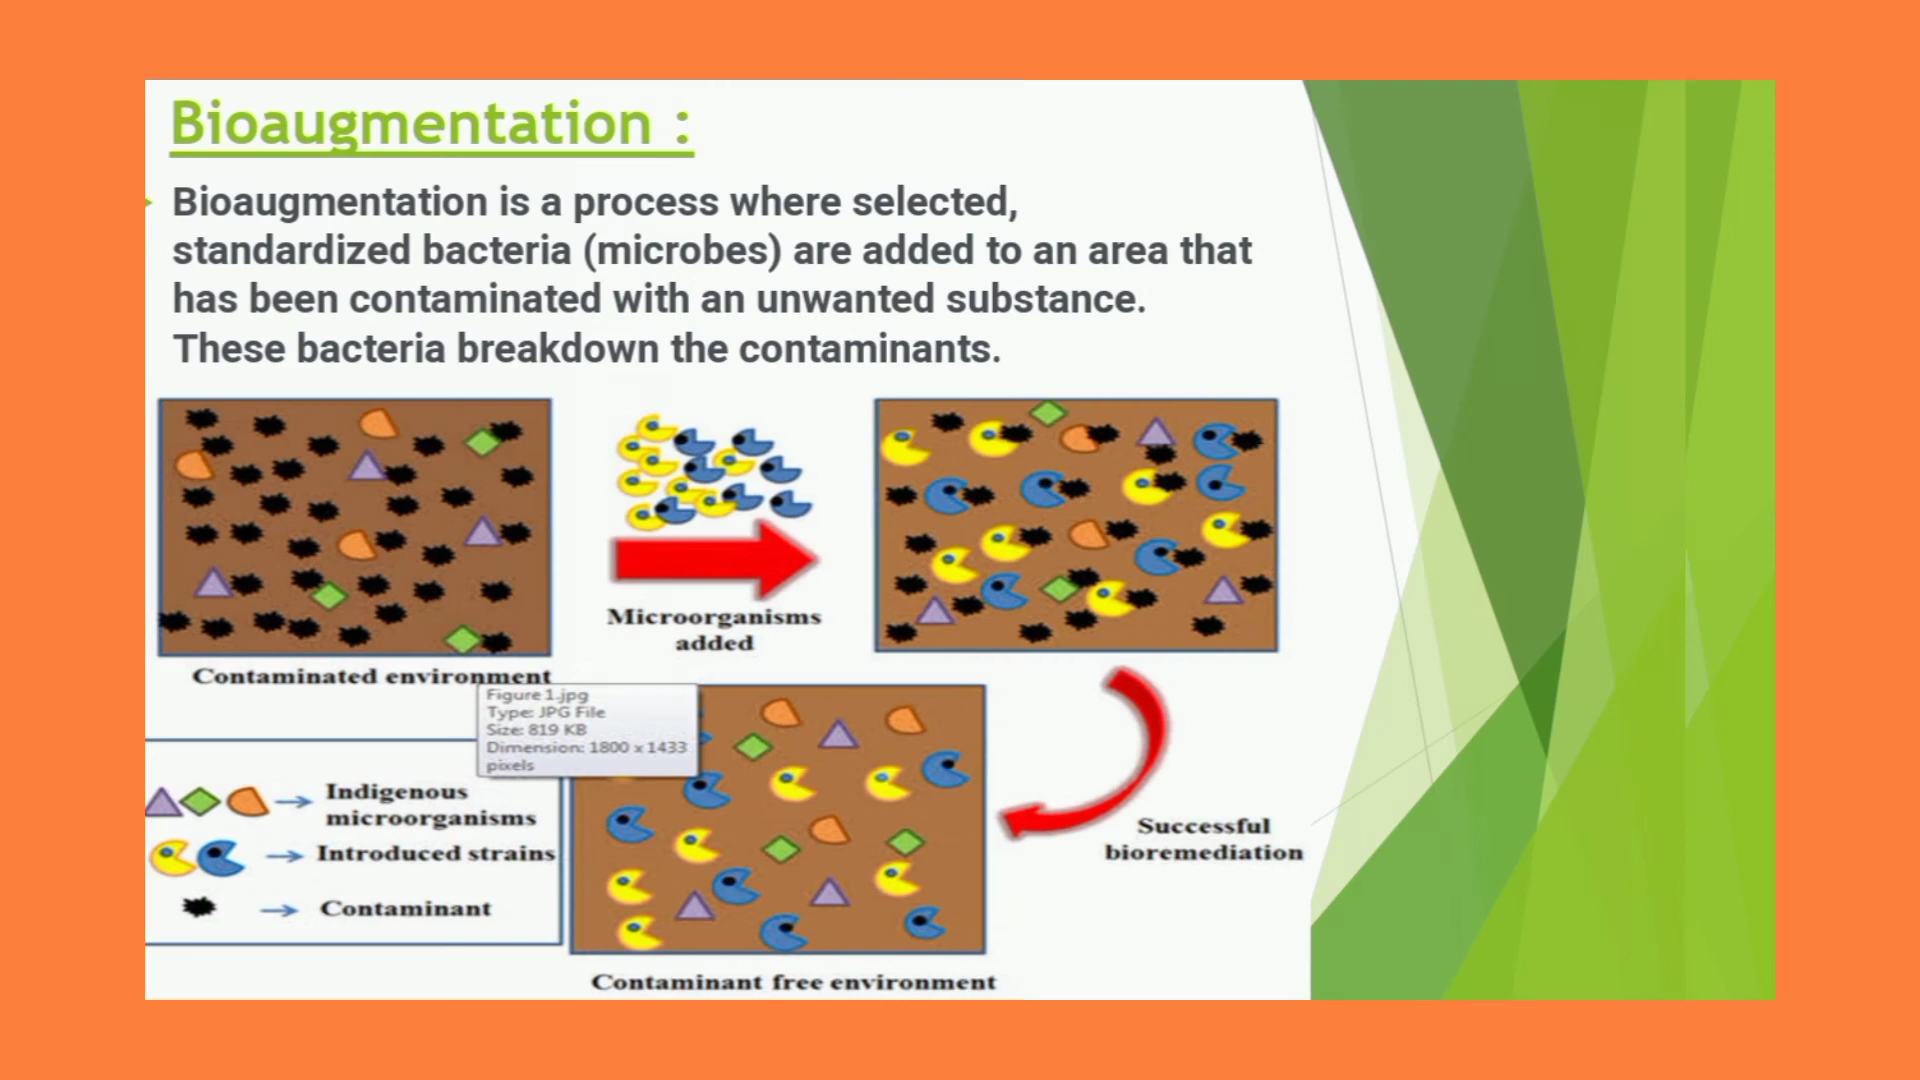 Bioaugmentation :
Bioaugmentation is a process where selected,
standardized bacteria (microbes) are added to an area that
has been contaminated with an unwanted substance.
These bacteria breakdown the contaminants.
Microorganisms
added
Contaminated environment
Figure 1.jpg
Type: JPG File
Size: 819 KB
Dimension: 1800 x 1433
pixels
Indigenous
microorganisms
Introduced strains
Contaminant
Successful
bioremediation
Contaminant free environment